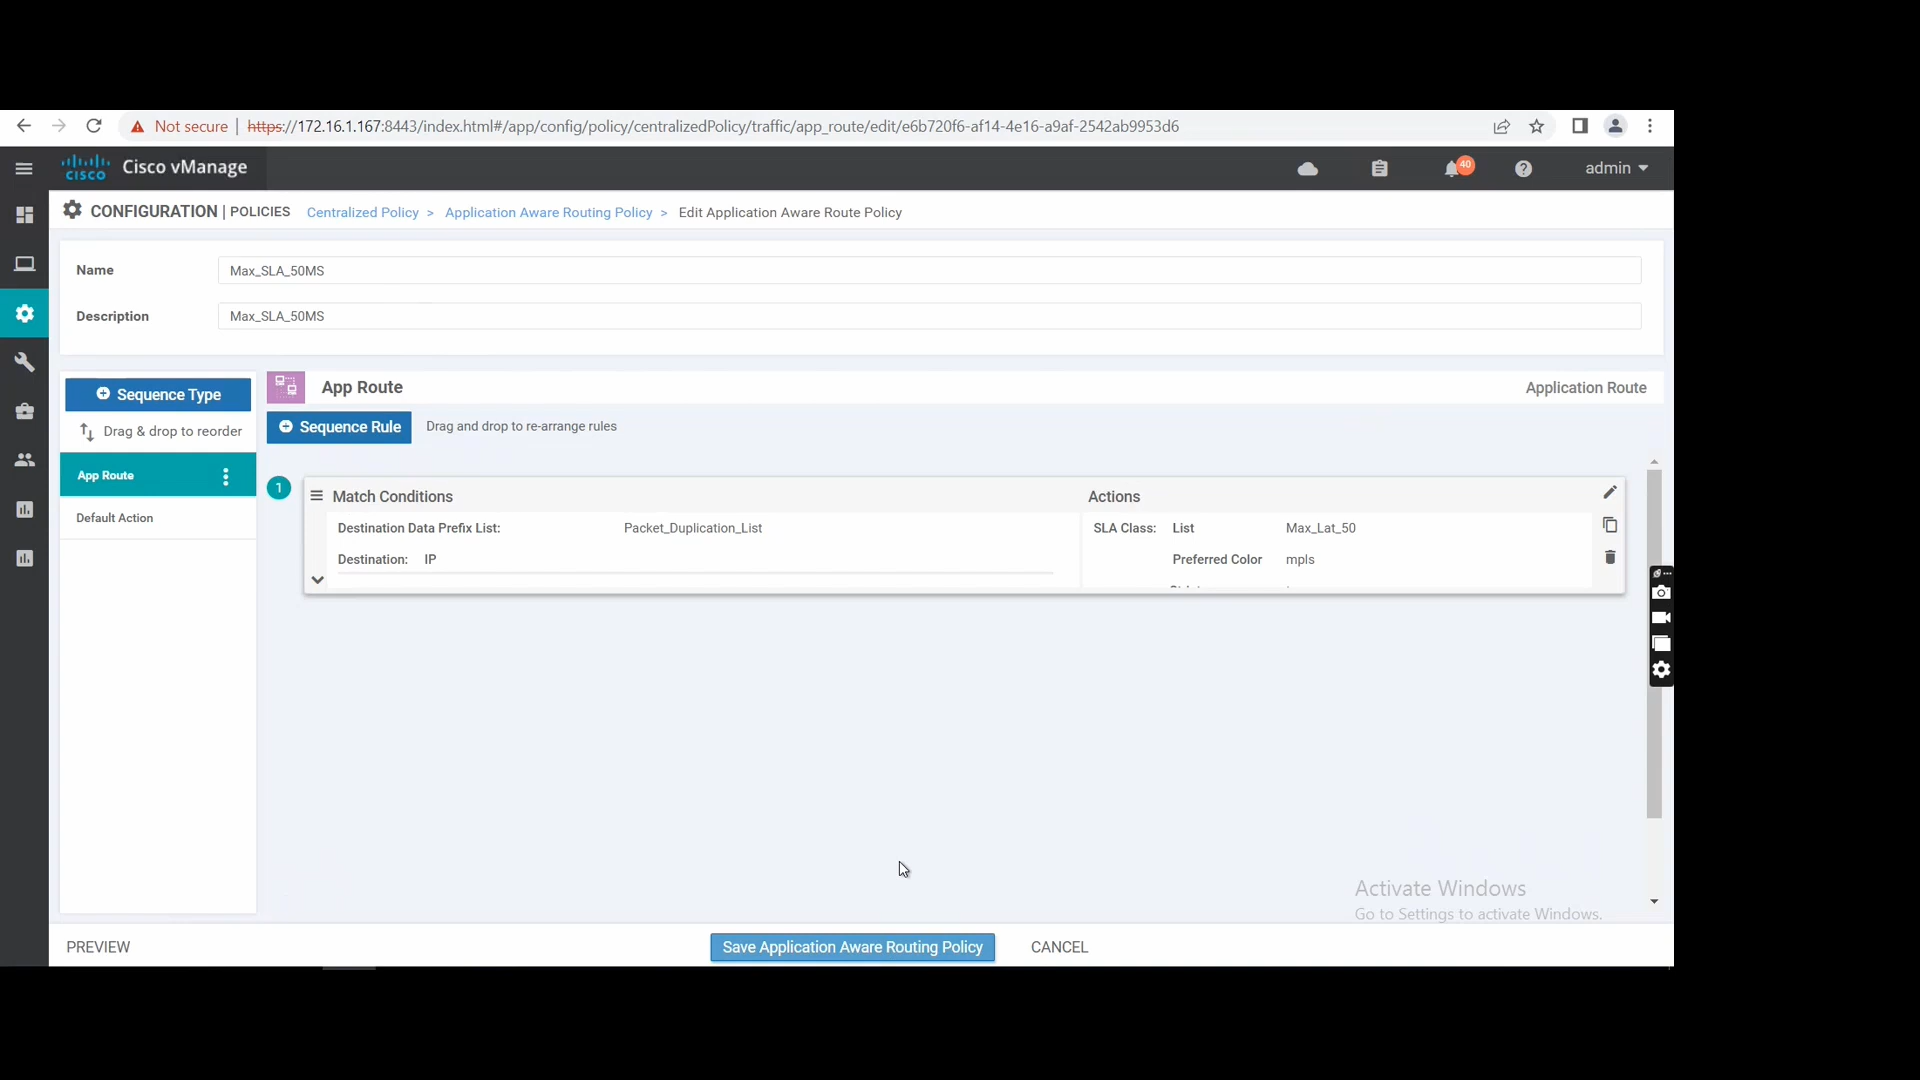 Not secure | https://172.16.1.167:8443/index.html#/app/config/policy/centralizedPolicy/traffic/app_route/edit/e6b720f6-af14-4e16-a9af-2542ab9953d6
cisco Cisco vManage 40 admin
CONFIGURATION | POLICIES Centralized Policy > Application Aware Routing Policy > Edit Application Aware Route Policy
Name Max_SLA_50MS
Description Max_SLA_50MS
Sequence Type App Route Application Route
Drag & drop to reorder Sequence Rule Drag and drop to re-arrange rules
App Route
Default Action
1 Match Conditions Actions
Destination Data Prefix List: Packet_Duplication_List SLA Class: List Max_Lat_50
Destination: IP Preferred Color mpls
Activate Windows
Go to Settings to activate Windows.
PREVIEW Save Application Aware Routing Policy CANCEL